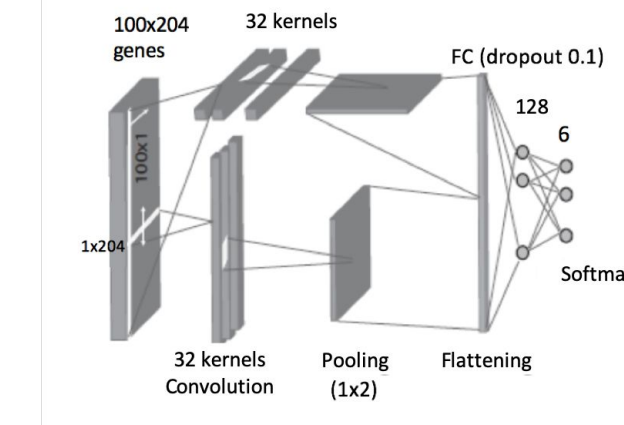 100x204
genes
32 kernels
FC (dropout 0.1)
128
6
100x1
1x204
Softma
32 kernels
Convolution
Pooling
(1x2)
Flattening